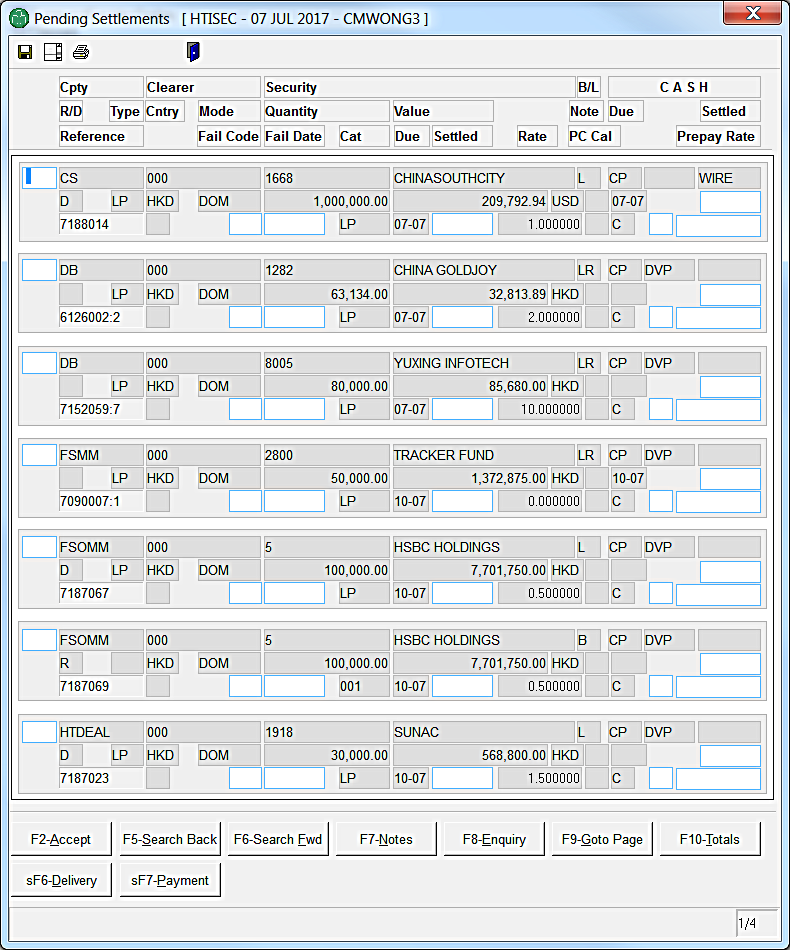 Pending Settlements [ HTISEC - 07 JUL 2017 - CMWONG3 ]
Cpty Clearer Security B/L C A S H
R/D Type Cntry Mode Quantity Value Note Due Settled
Reference Fail Code Fail Date Cat Due Settled Rate PC Cal Prepay Rate
CS 000 1668 CHINASOUTHCITY L CP WIRE
D LP HKD DOM 1,000,000.00 209,792.94 USD 07-07
7188014 LP 07-07 1.000000 C
DB 000 1282 CHINA GOLDJOY LR CP DVP
LP HKD DOM 63,134.00 32,813.89 HKD
6126002:2 LP 07-07 2.000000 C
DB 000 8005 YUXING INFOTECH LR CP DVP
LP HKD DOM 80,000.00 85,680.00 HKD
7152059:7 LP 07-07 10.000000 C
FSMM 000 2800 TRACKER FUND LR CP DVP
LP HKD DOM 50,000.00 1,372,875.00 HKD 10-07
7090007:1 LP 10-07 0.000000 C
FSOMM 000 5 HSBC HOLDINGS L CP DVP
D LP HKD DOM 100,000.00 7,701,750.00 HKD
7187067 LP 10-07 0.500000 C
FSOMM 000 5 HSBC HOLDINGS B CP DVP
R HKD DOM 100,000.00 7,701,750.00 HKD
7187069 001 10-07 0.500000 C
HTDEAL 000 1918 SUNAC L CP DVP
D LP HKD DOM 30,000.00 568,800.00 HKD
7187023 LP 10-07 1.500000 C
F2-Accept F5-Search Back F6-Search Fwd F7-Notes F8-Enquiry F9-Goto Page F10-Totals
sF6-Delivery sF7-Payment
1/4